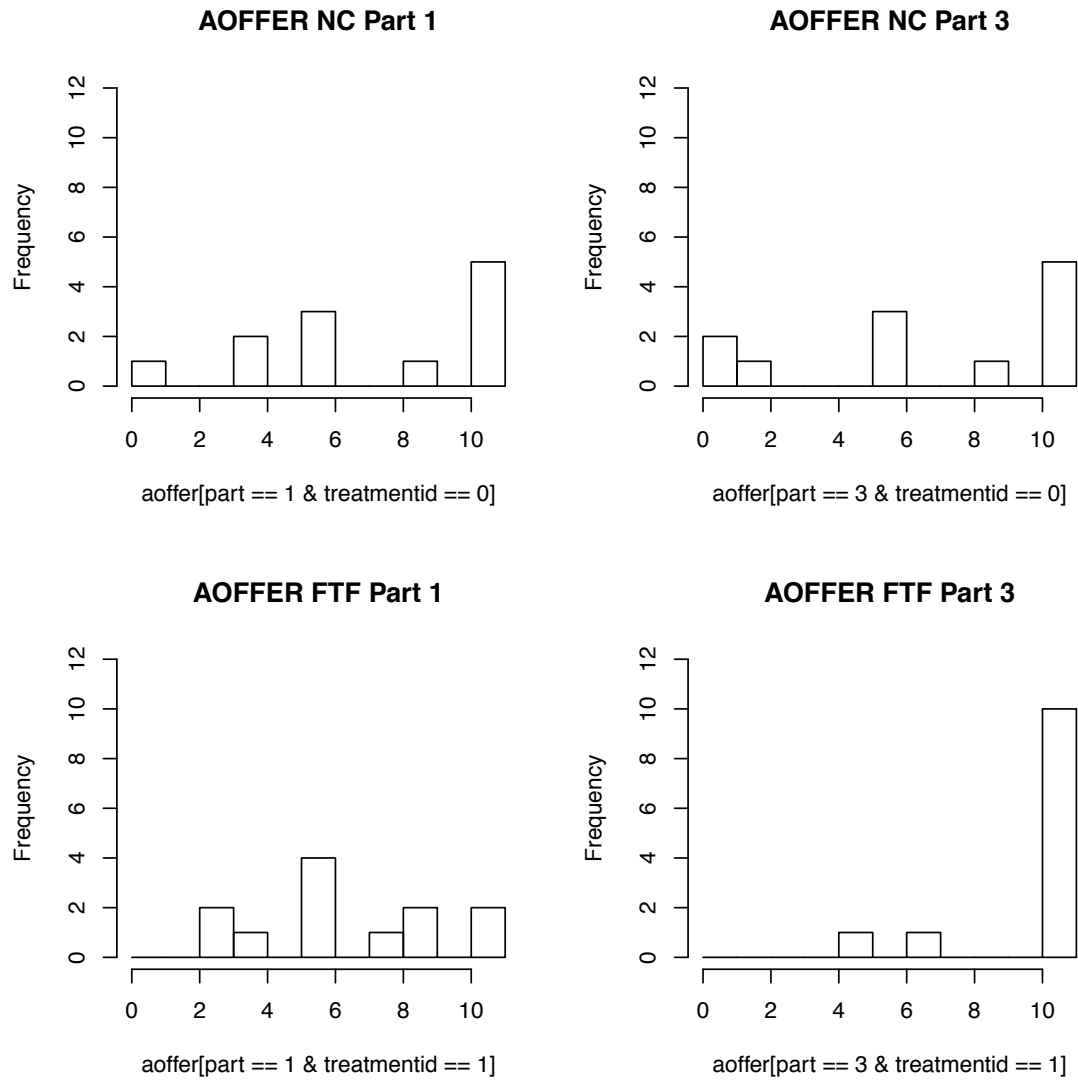 AOFFER NC Part 1
Frequency
0 2 4 6 8 10 12
0 2 4 6 8 10
aoffer[part == 1 & treatmentid == 0]
AOFFER NC Part 3
Frequency
0 2 4 6 8 10 12
0 2 4 6 8 10
aoffer[part == 3 & treatmentid == 0]
AOFFER FTF Part 1
Frequency
0 2 4 6 8 10 12
0 2 4 6 8 10
aoffer[part == 1 & treatmentid == 1]
AOFFER FTF Part 3
Frequency
0 2 4 6 8 10 12
0 2 4 6 8 10
aoffer[part == 3 & treatmentid == 1]